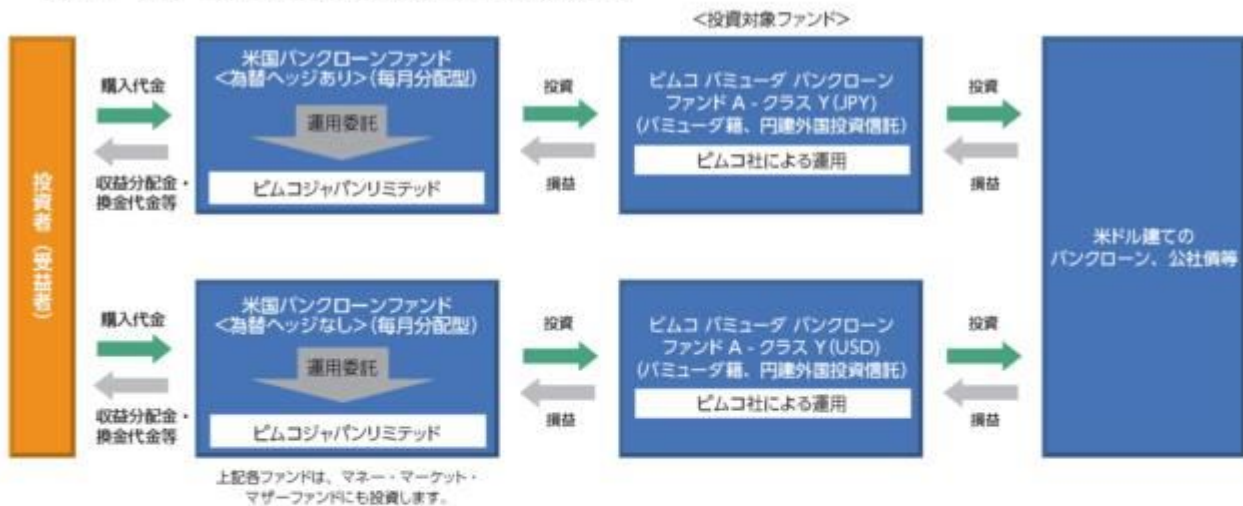 <投資対象ファンド>
投資者(受益者)
購入代金
収益分配金・
換金代金等
米国バンクローンファンド
<為替ヘッジあり>(毎月分配型)
運用委託
ピムコジャパンリミテッド
投資
損益
ピムコ バミューダ バンクローン
ファンド A - クラス Y(JPY)
(バミューダ籍、円建外国投資信託)
ピムコ社による運用
投資
損益
米ドル建ての
バンクローン、公社債等
購入代金
収益分配金・
換金代金等
米国バンクローンファンド
<為替ヘッジなし>(毎月分配型)
運用委託
ピムコジャパンリミテッド
投資
損益
ピムコ バミューダ バンクローン
ファンド A - クラス Y(USD)
(バミューダ籍、円建外国投資信託)
ピムコ社による運用
投資
損益
上記各ファンドは、マネー・マーケット・
マザーファンドにも投資します。